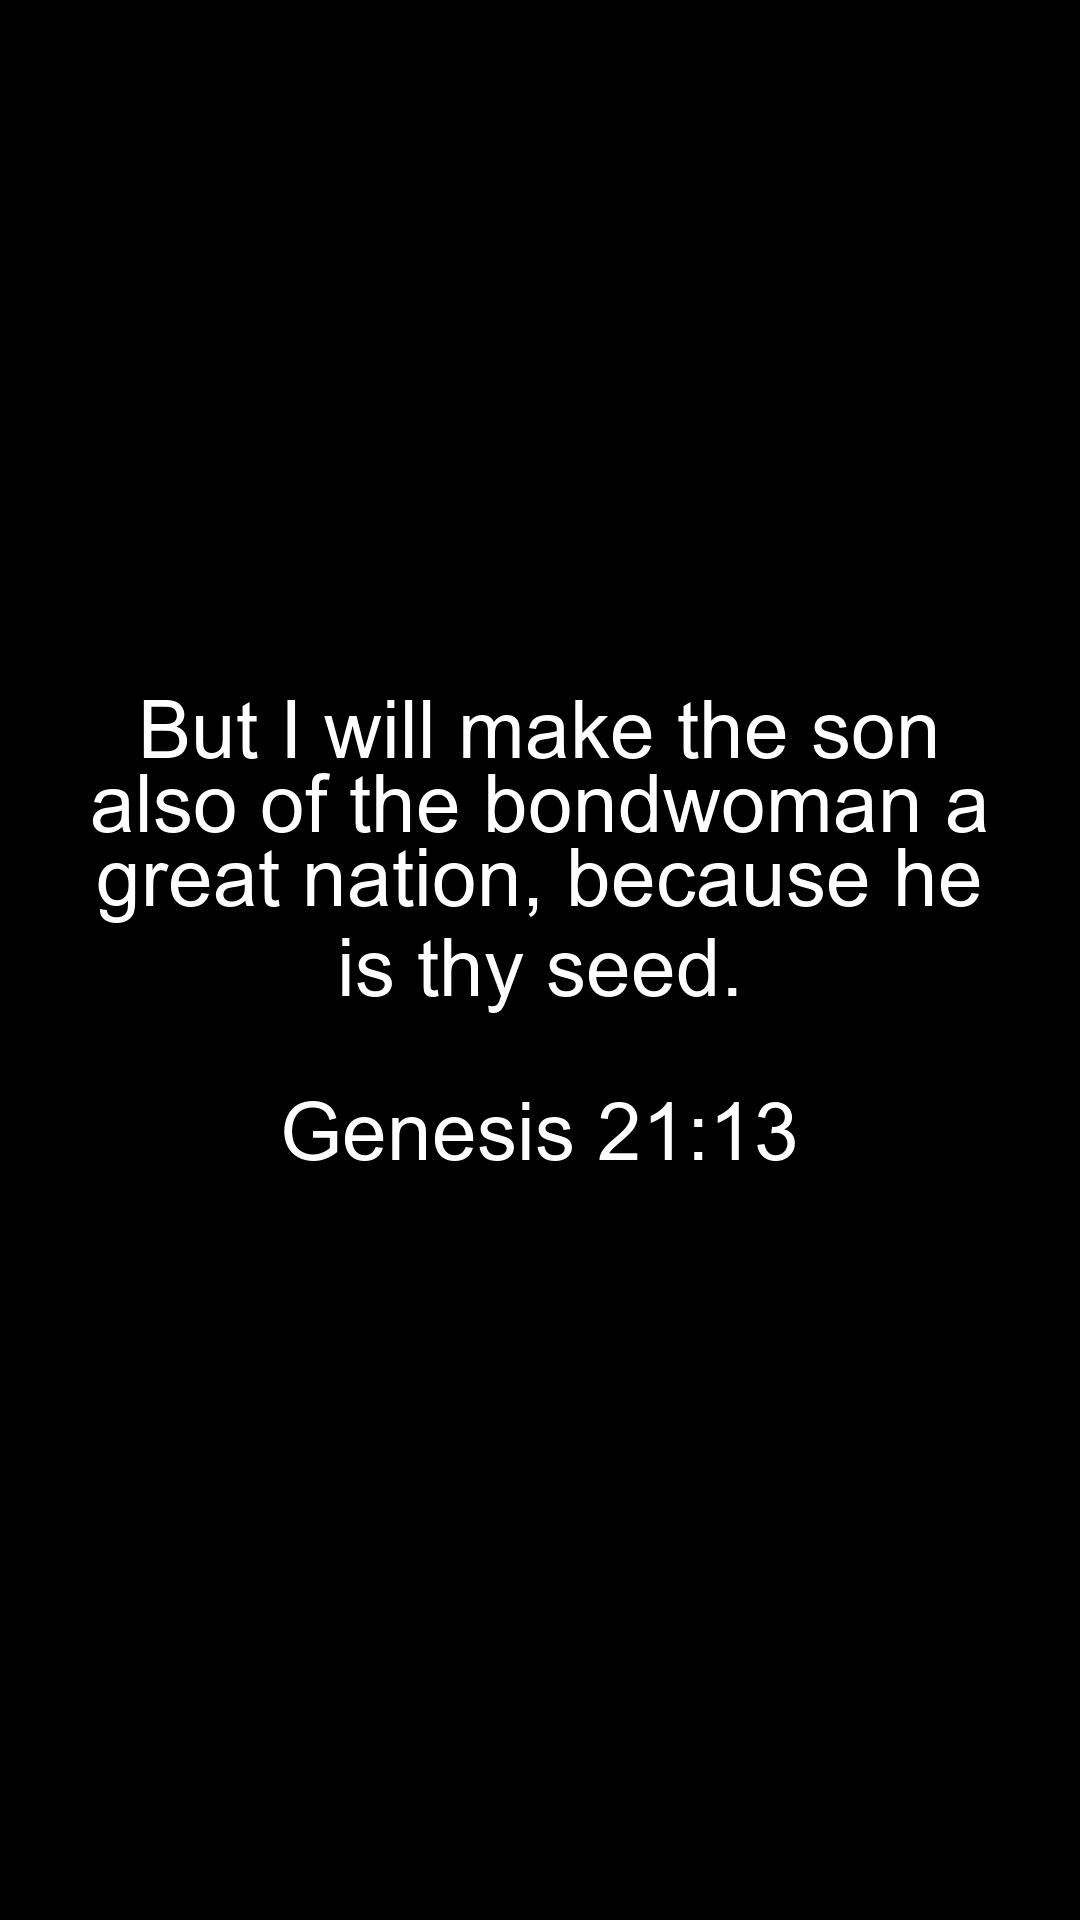 But I will make the son
also of the bondwoman a
great nation, because he
is thy seed.
Genesis 21:13